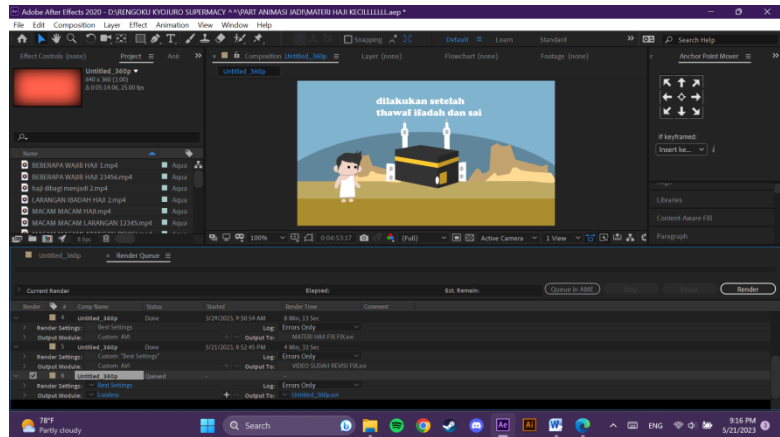 Adobe After Effects 2020 - D:\RENGOKU KYOJURO SUPERMACY ^^\PART ANIMASI JADI\MATERI HAJI KECILLLLLLL.aep *
File Edit Composition Layer Effect Animation View Window Help
Snapping Default Learn Standard Search Help
Effect Controls (none) Project Composition Untitled_360p Layer (none) Flowchart (none) Footage (none) Anchor Point Mover
Untitled_360p
640 x 360 (1.00)
Δ 0:05:14:06, 25.00 fps
Untitled_360p
dilakukan setelah
thawaf ifadah dan sai
If keyframed:
Insert ke...
Name
BEBERAPA WAJIB HAJI 1.mp4 Aqua
BEBERAPA WAJIB HAJI 23456.mp4 Aqua
haji dibagi menjadi 2.mp4 Aqua
LARANGAN IBADAH HAJI 2.mp4 Aqua
MACAM MACAM HAJI.mp4 Aqua
MACAM MACAM LARANGAN 12345.mp4 Aqua
Libraries
Content-Aware Fill
Paragraph
8 bpc 100% 0:04:53:17 (Full) Active Camera 1 View
Untitled_360p Render Queue
Current Render Elapsed: Est. Remain: Queue in AME Stop Pause Render
Render # Comp Name Status Started Render Time Comment
4 Untitled_360p Done 3/29/2023, 9:50:54 AM 8 Min, 13 Sec
Render Settings: Best Settings Log: Errors Only
Output Module: Custom: AVI Output To: MATERI HAJI FIX FIX.avi
5 Untitled_360p Done 5/21/2023, 8:52:45 PM 4 Min, 33 Sec
Render Settings: Custom: "Best Settings" Log: Errors Only
Output Module: Custom: AVI Output To: VIDEO SUDAH REVISI FIX.avi
6 Untitled_360p Queued - -
Render Settings: Best Settings Log: Errors Only
Output Module: Lossless Output To: Untitled_360p.avi
78°F
Partly cloudy
Search
ENG
9:16 PM
5/21/2023